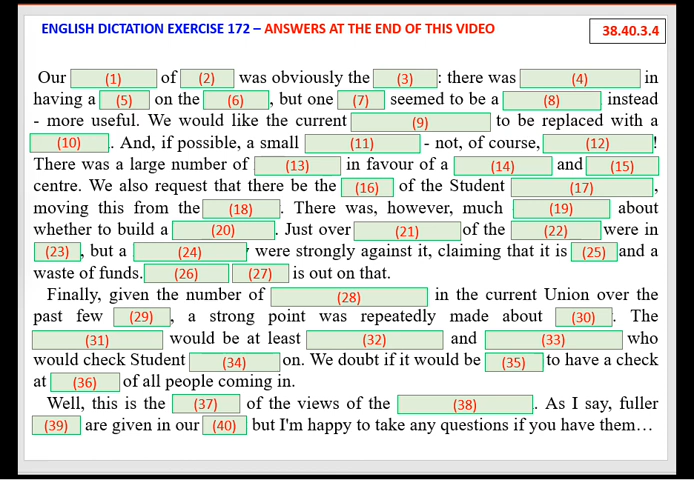 ENGLISH DICTATION EXERCISE 172 – ANSWERS AT THE END OF THIS VIDEO
38.40.3.4
Our (1) of (2) was obviously the (3) : there was (4) in
having a (5) on the (6) , but one (7) seemed to be a (8) instead
- more useful. We would like the current (9) to be replaced with a
(10) . And, if possible, a small (11) - not, of course, (12) !
There was a large number of (13) in favour of a (14) and (15)
centre. We also request that there be the (16) of the Student (17) ,
moving this from the (18) . There was, however, much (19) about
whether to build a (20) . Just over (21) of the (22) were in
(23) , but a (24) were strongly against it, claiming that it is (25) and a
waste of funds. (26) (27) is out on that.
Finally, given the number of (28) in the current Union over the
past few (29) , a strong point was repeatedly made about (30) . The
(31) would be at least (32) and (33) who
would check Student (34) on. We doubt if it would be (35) to have a check
at (36) of all people coming in.
Well, this is the (37) of the views of the (38) . As I say, fuller
(39) are given in our (40) but I'm happy to take any questions if you have them…